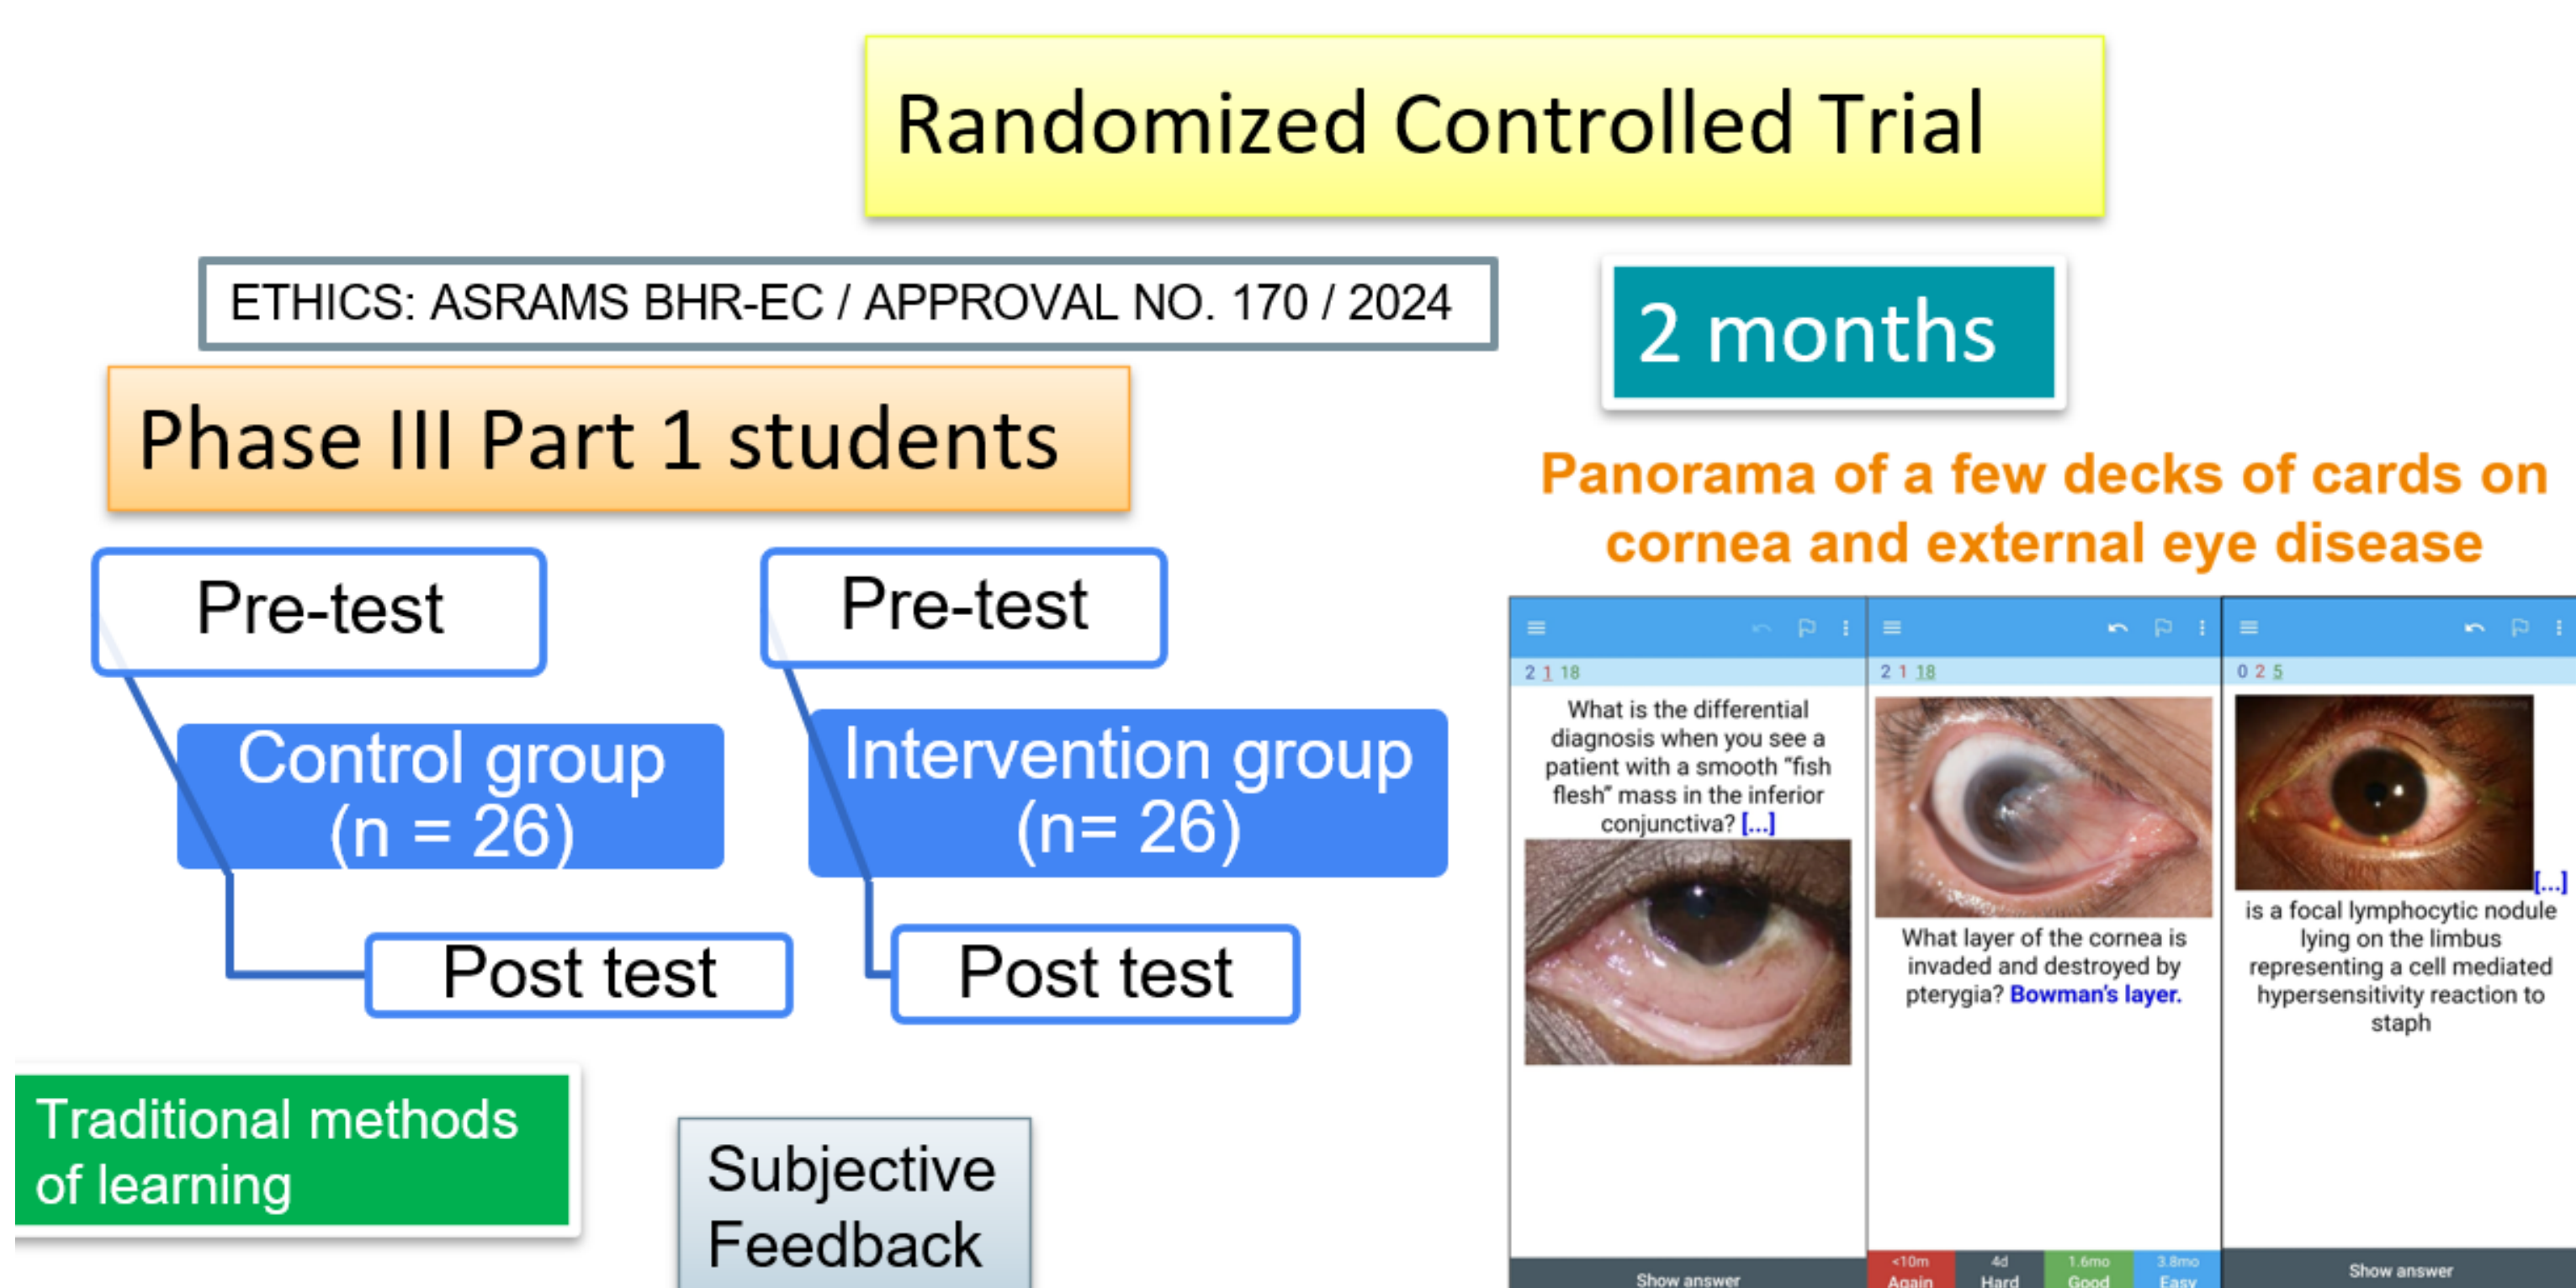 Randomized Controlled Trial
ETHICS: ASRAMS BHR-EC / APPROVAL NO. 170 / 2024
2 months
Phase III Part 1 students
Panorama of a few decks of cards on
cornea and external eye disease
Pre-test
Pre-test
Control group
(n = 26)
Intervention group
(n= 26)
Post test
Post test
Traditional methods
of learning
Subjective
Feedback
2 1 18
What is the differential
diagnosis when you see a
patient with a smooth "fish
flesh" mass in the inferior
conjunctiva? [...]
Show answer
2 1 18
What layer of the cornea is
invaded and destroyed by
pterygia? Bowman's layer.
<10m 4d 1.6mo 3.8mo
Again Hard Good Easy
0 2 5
[...]
is a focal lymphocytic nodule
lying on the limbus
representing a cell mediated
hypersensitivity reaction to
staph
Show answer